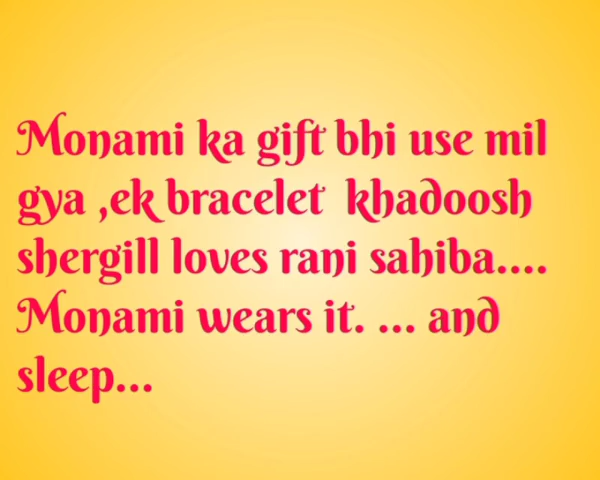 Monami ka gift bhi use mil
gya ,ek bracelet khadoosh
shergill loves rani sahiba....
Monami wears it. ... and
sleep...